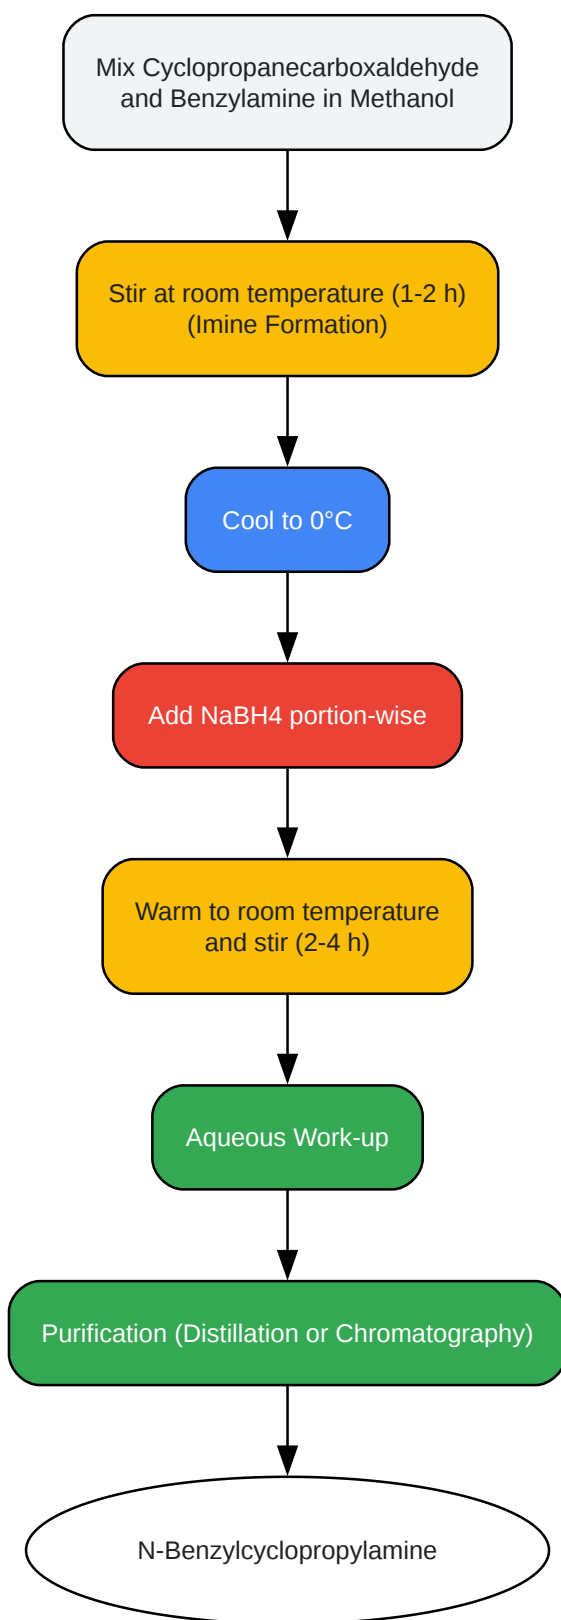 Mix Cyclopropanecarboxaldehyde
and Benzylamine in Methanol
Stir at room temperature (1-2 h)
(Imine Formation)
Cool to 0°C
Add NaBH4 portion-wise
Warm to room temperature
and stir (2-4 h)
Aqueous Work-up
Purification (Distillation or Chromatography)
N-Benzylcyclopropylamine